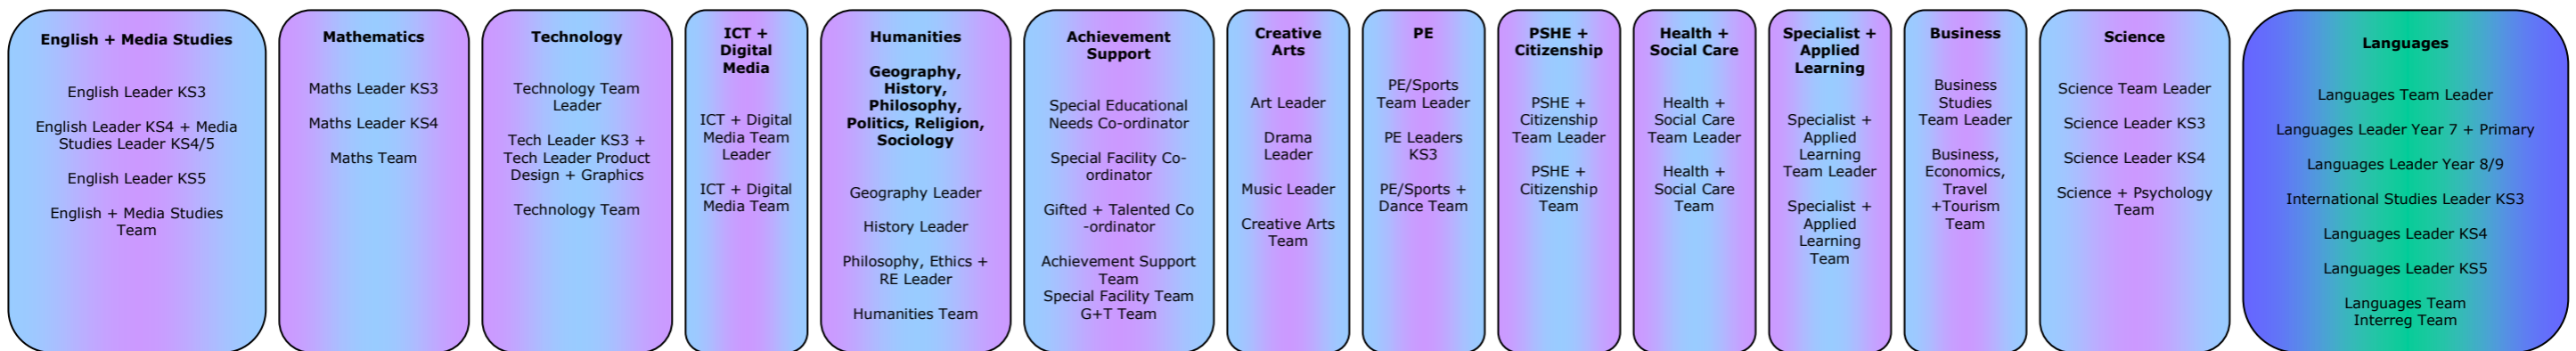 English + Media Studies
English Leader KS3
English Leader KS4 + Media
Studies Leader KS4/5
English Leader KS5
English + Media Studies
Team
Mathematics
Maths Leader KS3
Maths Leader KS4
Maths Team
Technology
Technology Team
Leader
Tech Leader KS3 +
Tech Leader Product
Design + Graphics
Technology Team
ICT +
Digital
Media
ICT + Digital
Media Team
Leader
ICT + Digital
Media Team
Humanities
Geography,
History,
Philosophy,
Politics, Religion,
Sociology
Geography Leader
History Leader
Philosophy, Ethics +
RE Leader
Humanities Team
Achievement
Support
Special Educational
Needs Co-ordinator
Special Facility Co-
ordinator
Gifted + Talented Co
-ordinator
Achievement Support
Team
Special Facility Team
G+T Team
Creative
Arts
Art Leader
Drama
Leader
Music Leader
Creative Arts
Team
PE
PE/Sports
Team Leader
PE Leaders
KS3
PE/Sports +
Dance Team
PSHE +
Citizenship
PSHE +
Citizenship
Team Leader
PSHE +
Citizenship
Team
Health +
Social Care
Health +
Social Care
Team Leader
Health +
Social Care
Team
Specialist +
Applied
Learning
Specialist +
Applied
Learning
Team Leader
Specialist +
Applied
Learning
Team
Business
Business
Studies
Team Leader
Business,
Economics,
Travel
+Tourism
Team
Science
Science Team Leader
Science Leader KS3
Science Leader KS4
Science + Psychology
Team
Languages
Languages Team Leader
Languages Leader Year 7 + Primary
Languages Leader Year 8/9
International Studies Leader KS3
Languages Leader KS4
Languages Leader KS5
Languages Team
Interreg Team